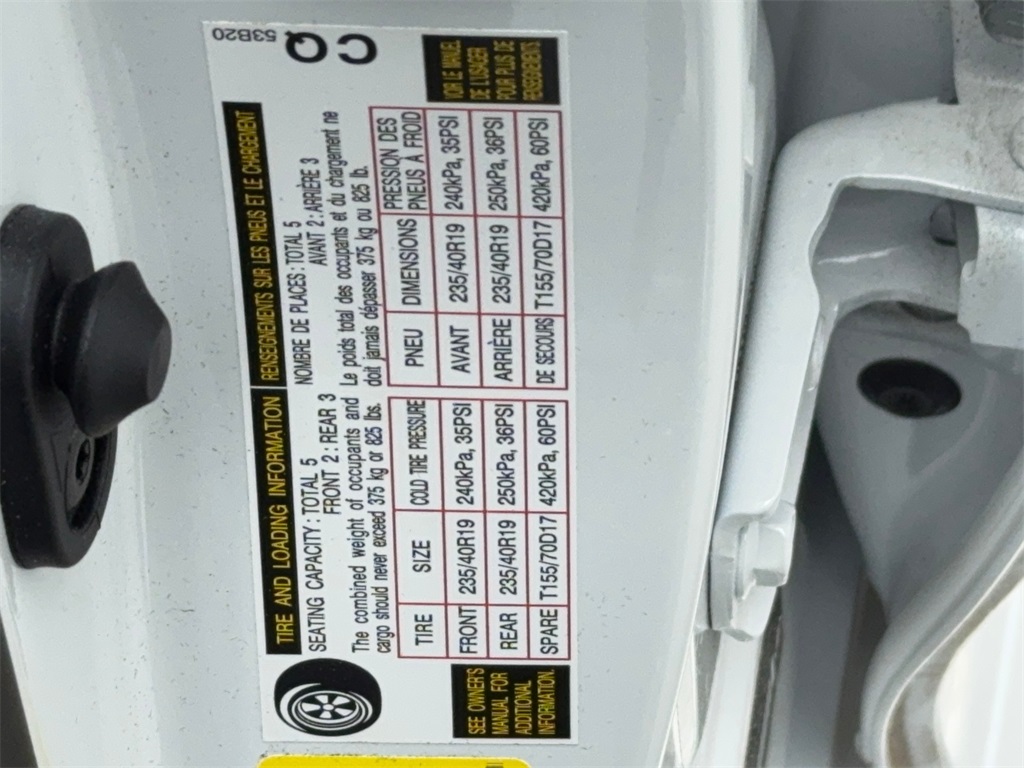 TIRE AND LOADING INFORMATION
SEATING CAPACITY: TOTAL 5
FRONT 2: REAR 3
The combined weight of occupants and
cargo should never exceed 375 kg or 825 lbs.
TIRE SIZE COLD TIRE PRESSURE
FRONT 235/40R19 240kPa, 35PSI
REAR 235/40R19 250kPa, 36PSI
SPARE T155/70D17 420kPa, 60PSI
SEE OWNER'S
MANUAL FOR
ADDITIONAL
INFORMATION.
RENSEIGNEMENTS SUR LES PNEUS ET LE CHARGEMENT
NOMBRE DE PLACES: TOTAL 5
AVANT 2: ARRIÈRE 3
Le poids total des occupants et du chargement ne
doit jamais dépasser 375 kg ou 825 lb.
PNEU DIMENSIONS PRESSION DES
PNEUS À FROID
AVANT 235/40R19 240kPa, 35PSI
ARRIÈRE 235/40R19 250kPa, 36PSI
DE SECOURS T155/70D17 420kPa, 60PSI
VOIR LE MANUEL
DE L'USAGER
POUR PLUS DE
RENSEIGNEMENTS.
53B20
CQ